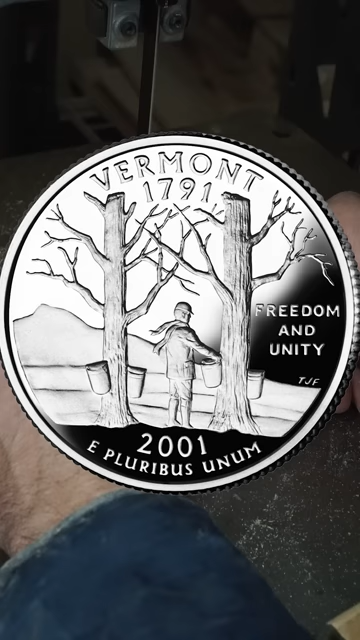 VERMONT
1791
FREEDOM
AND
UNITY
TJF
2001
E PLURIBUS UNUM